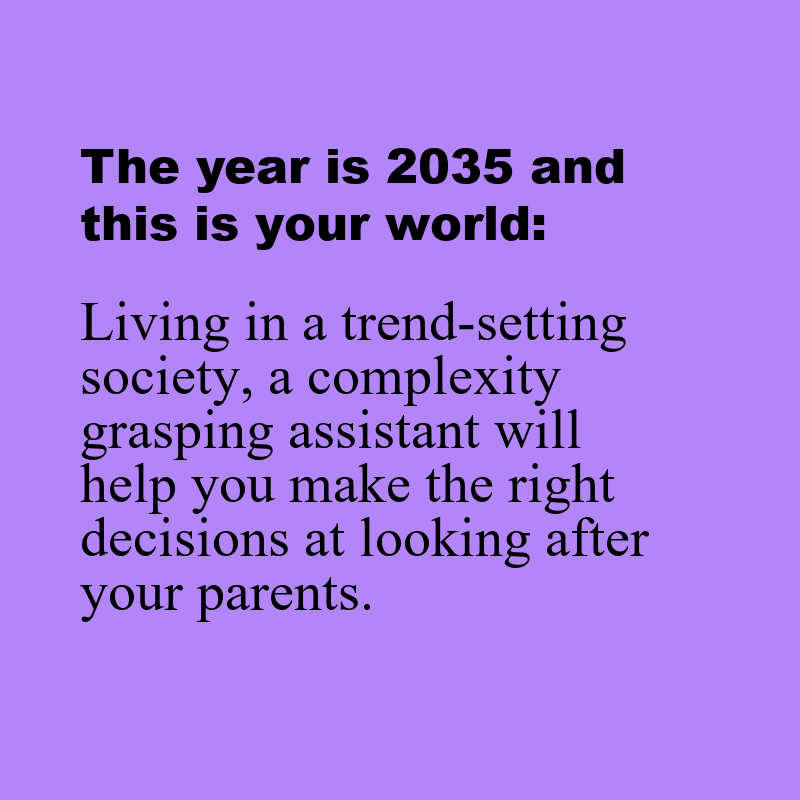 The year is 2035 and
this is your world:
Living in a trend-setting
society, a complexity
grasping assistant will
help you make the right
decisions at looking after
your parents.